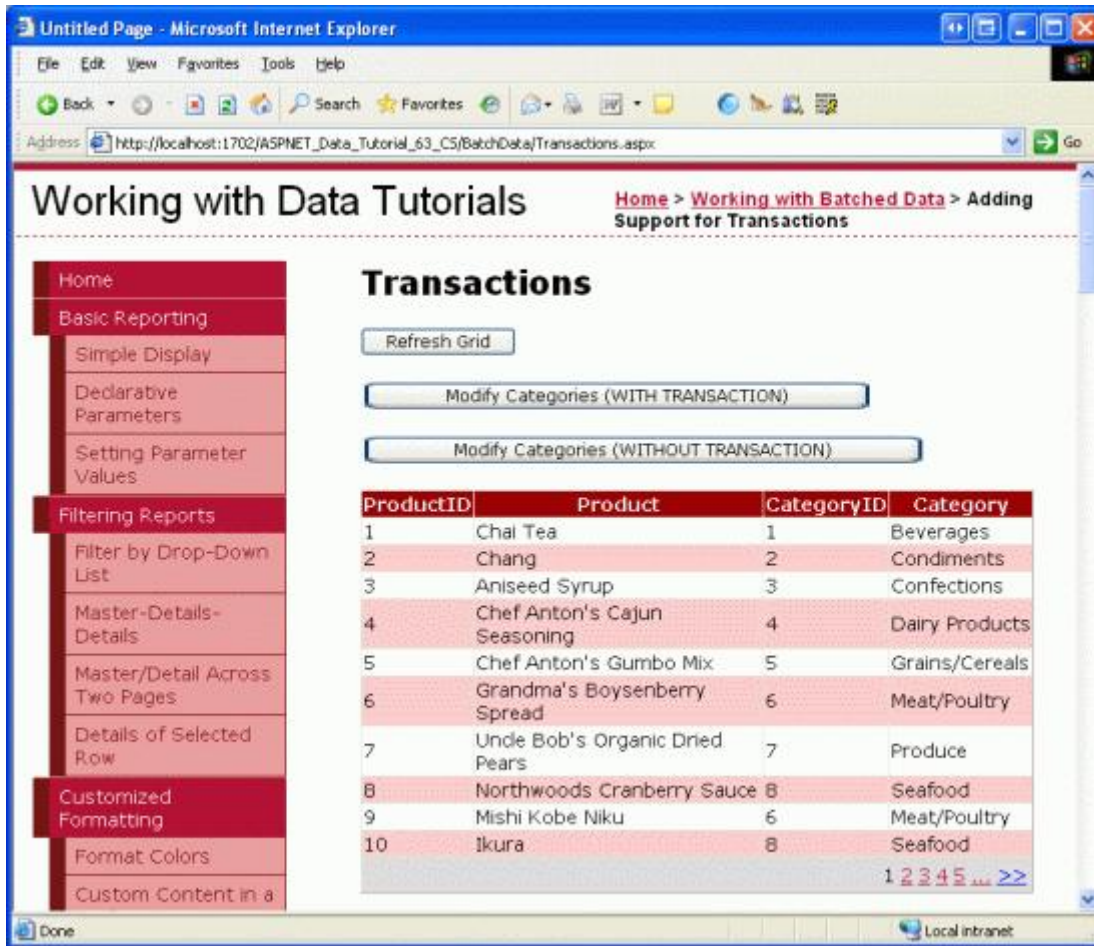 Untitled Page - Microsoft Internet Explorer
File Edit View Favorites Tools Help
Back Search Favorites
Address http://localhost:1702/ASPNET_Data_Tutorial_63_CS/BatchData/Transactions.aspx Go
Working with Data Tutorials
Home > Working with Batched Data > Adding
Support for Transactions
Home
Basic Reporting
Simple Display
Declarative
Parameters
Setting Parameter
Values
Filtering Reports
Filter by Drop-Down
List
Master-Details-
Details
Master/Detail Across
Two Pages
Details of Selected
Row
Customized
Formatting
Format Colors
Custom Content in a
Transactions
Refresh Grid
Modify Categories (WITH TRANSACTION)
Modify Categories (WITHOUT TRANSACTION)
ProductID Product CategoryID Category
1 Chai Tea 1 Beverages
2 Chang 2 Condiments
3 Aniseed Syrup 3 Confections
4 Chef Anton's Cajun Seasoning 4 Dairy Products
5 Chef Anton's Gumbo Mix 5 Grains/Cereals
6 Grandma's Boysenberry Spread 6 Meat/Poultry
7 Uncle Bob's Organic Dried Pears 7 Produce
8 Northwoods Cranberry Sauce 8 Seafood
9 Mishi Kobe Niku 6 Meat/Poultry
10 Ikura 8 Seafood
1 2 3 4 5 ... >>
Done Local intranet